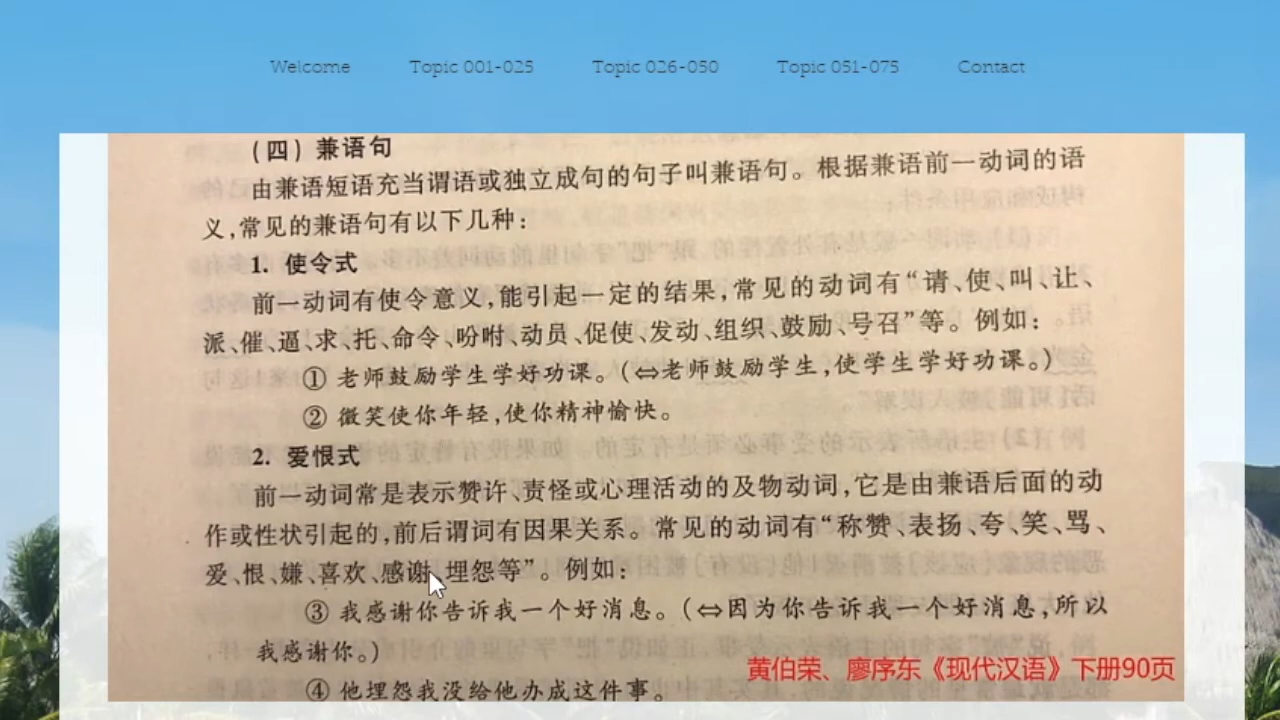 Welcome Topic 001-025 Topic 026-050 Topic 051-075 Contact
(四) 兼语句
由兼语短语充当谓语或独立成句的句子叫兼语句。根据兼语前一动词的语
义,常见的兼语句有以下几种:
1. 使令式
前一动词有使令意义,能引起一定的结果,常见的动词有“请、使、叫、让、
派、催、逼、求、托、命令、吩咐、动员、促使、发动、组织、鼓励、号召”等。例如:
① 老师鼓励学生学好功课。(⇔老师鼓励学生,使学生学好功课。)
② 微笑使你年轻,使你精神愉快。
2. 爱恨式
前一动词常是表示赞许、责怪或心理活动的及物动词,它是由兼语后面的动
作或性状引起的,前后谓词有因果关系。常见的动词有“称赞、表扬、夸、笑、骂、
爱、恨、嫌、喜欢、感谢、埋怨等”。例如:
③ 我感谢你告诉我一个好消息。(⇔因为你告诉我一个好消息,所以
我感谢你。)
④ 他埋怨我没给他办成这件事。
黄伯荣、廖序东《现代汉语》下册90页